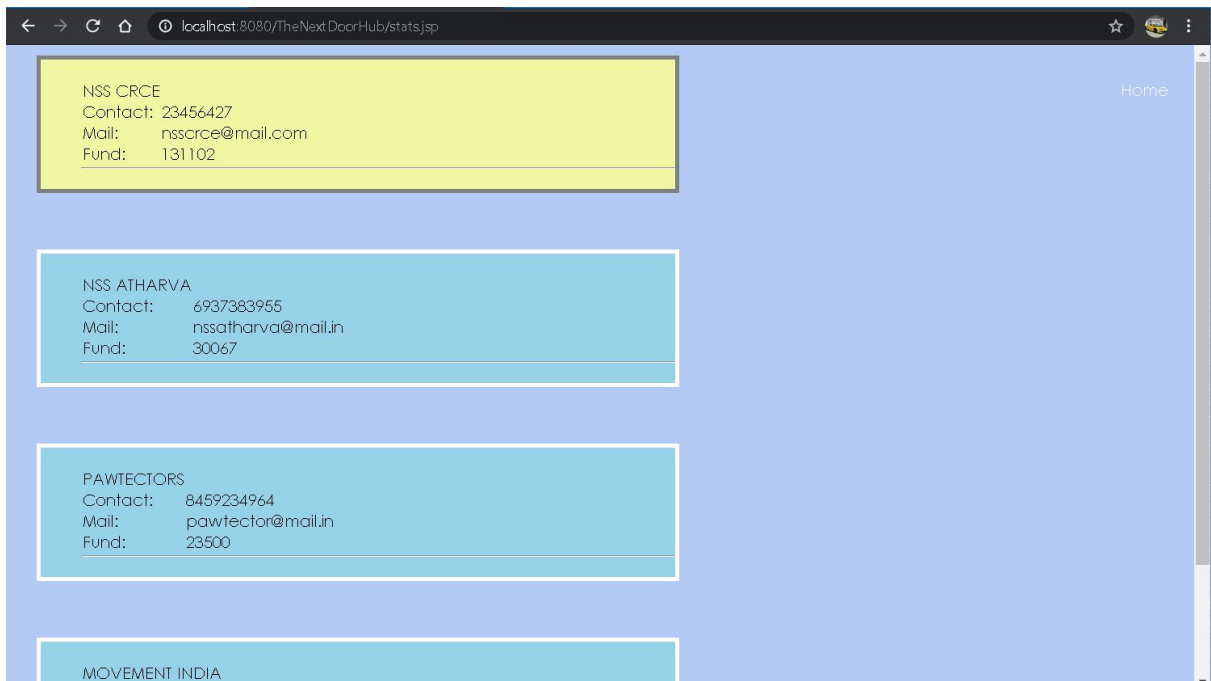 localhost:8080/TheNextDoorHub/stats.jsp
Home
NSS CRCE
Contact: 23456427
Mail: nsscrce@mail.com
Fund: 131102
NSS ATHARVA
Contact: 6937383955
Mail: nssatharva@mail.in
Fund: 30067
PAWTECTORS
Contact: 8459234964
Mail: pawtector@mail.in
Fund: 23500
MOVEMENT INDIA